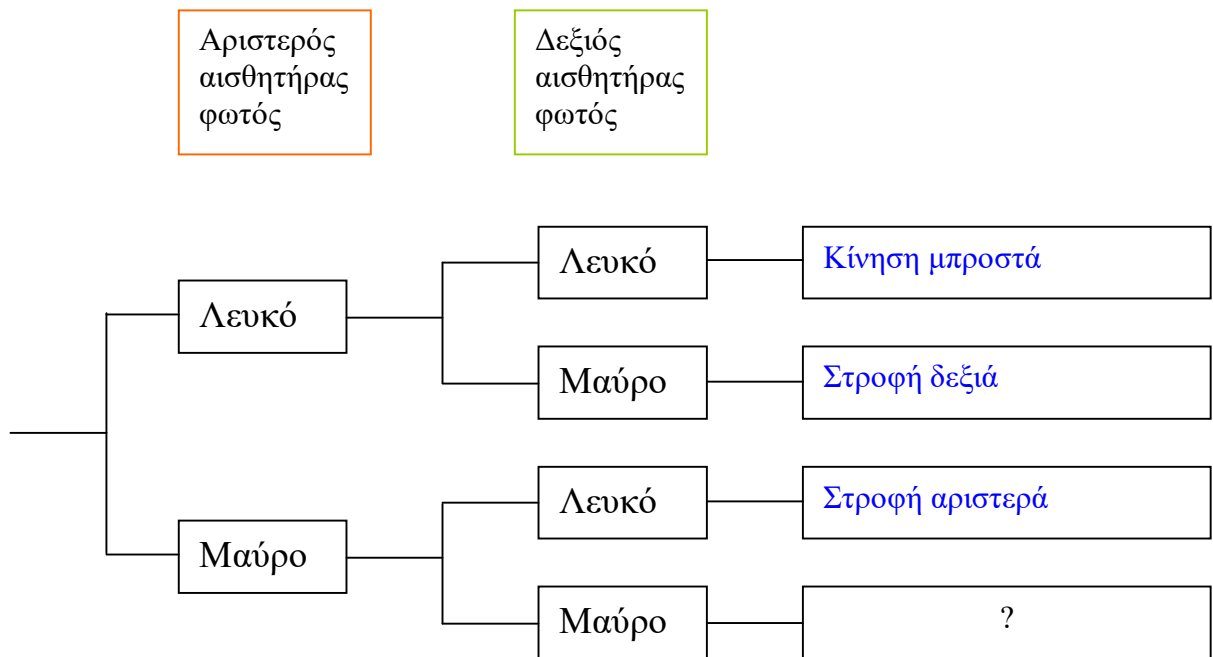 Αριστερός
αισθητήρας
φωτός
Δεξιός
αισθητήρας
φωτός
Λευκό
Λευκό
Κίνηση μπροστά
Μαύρο
Στροφή δεξιά
Μαύρο
Λευκό
Στροφή αριστερά
Μαύρο
?